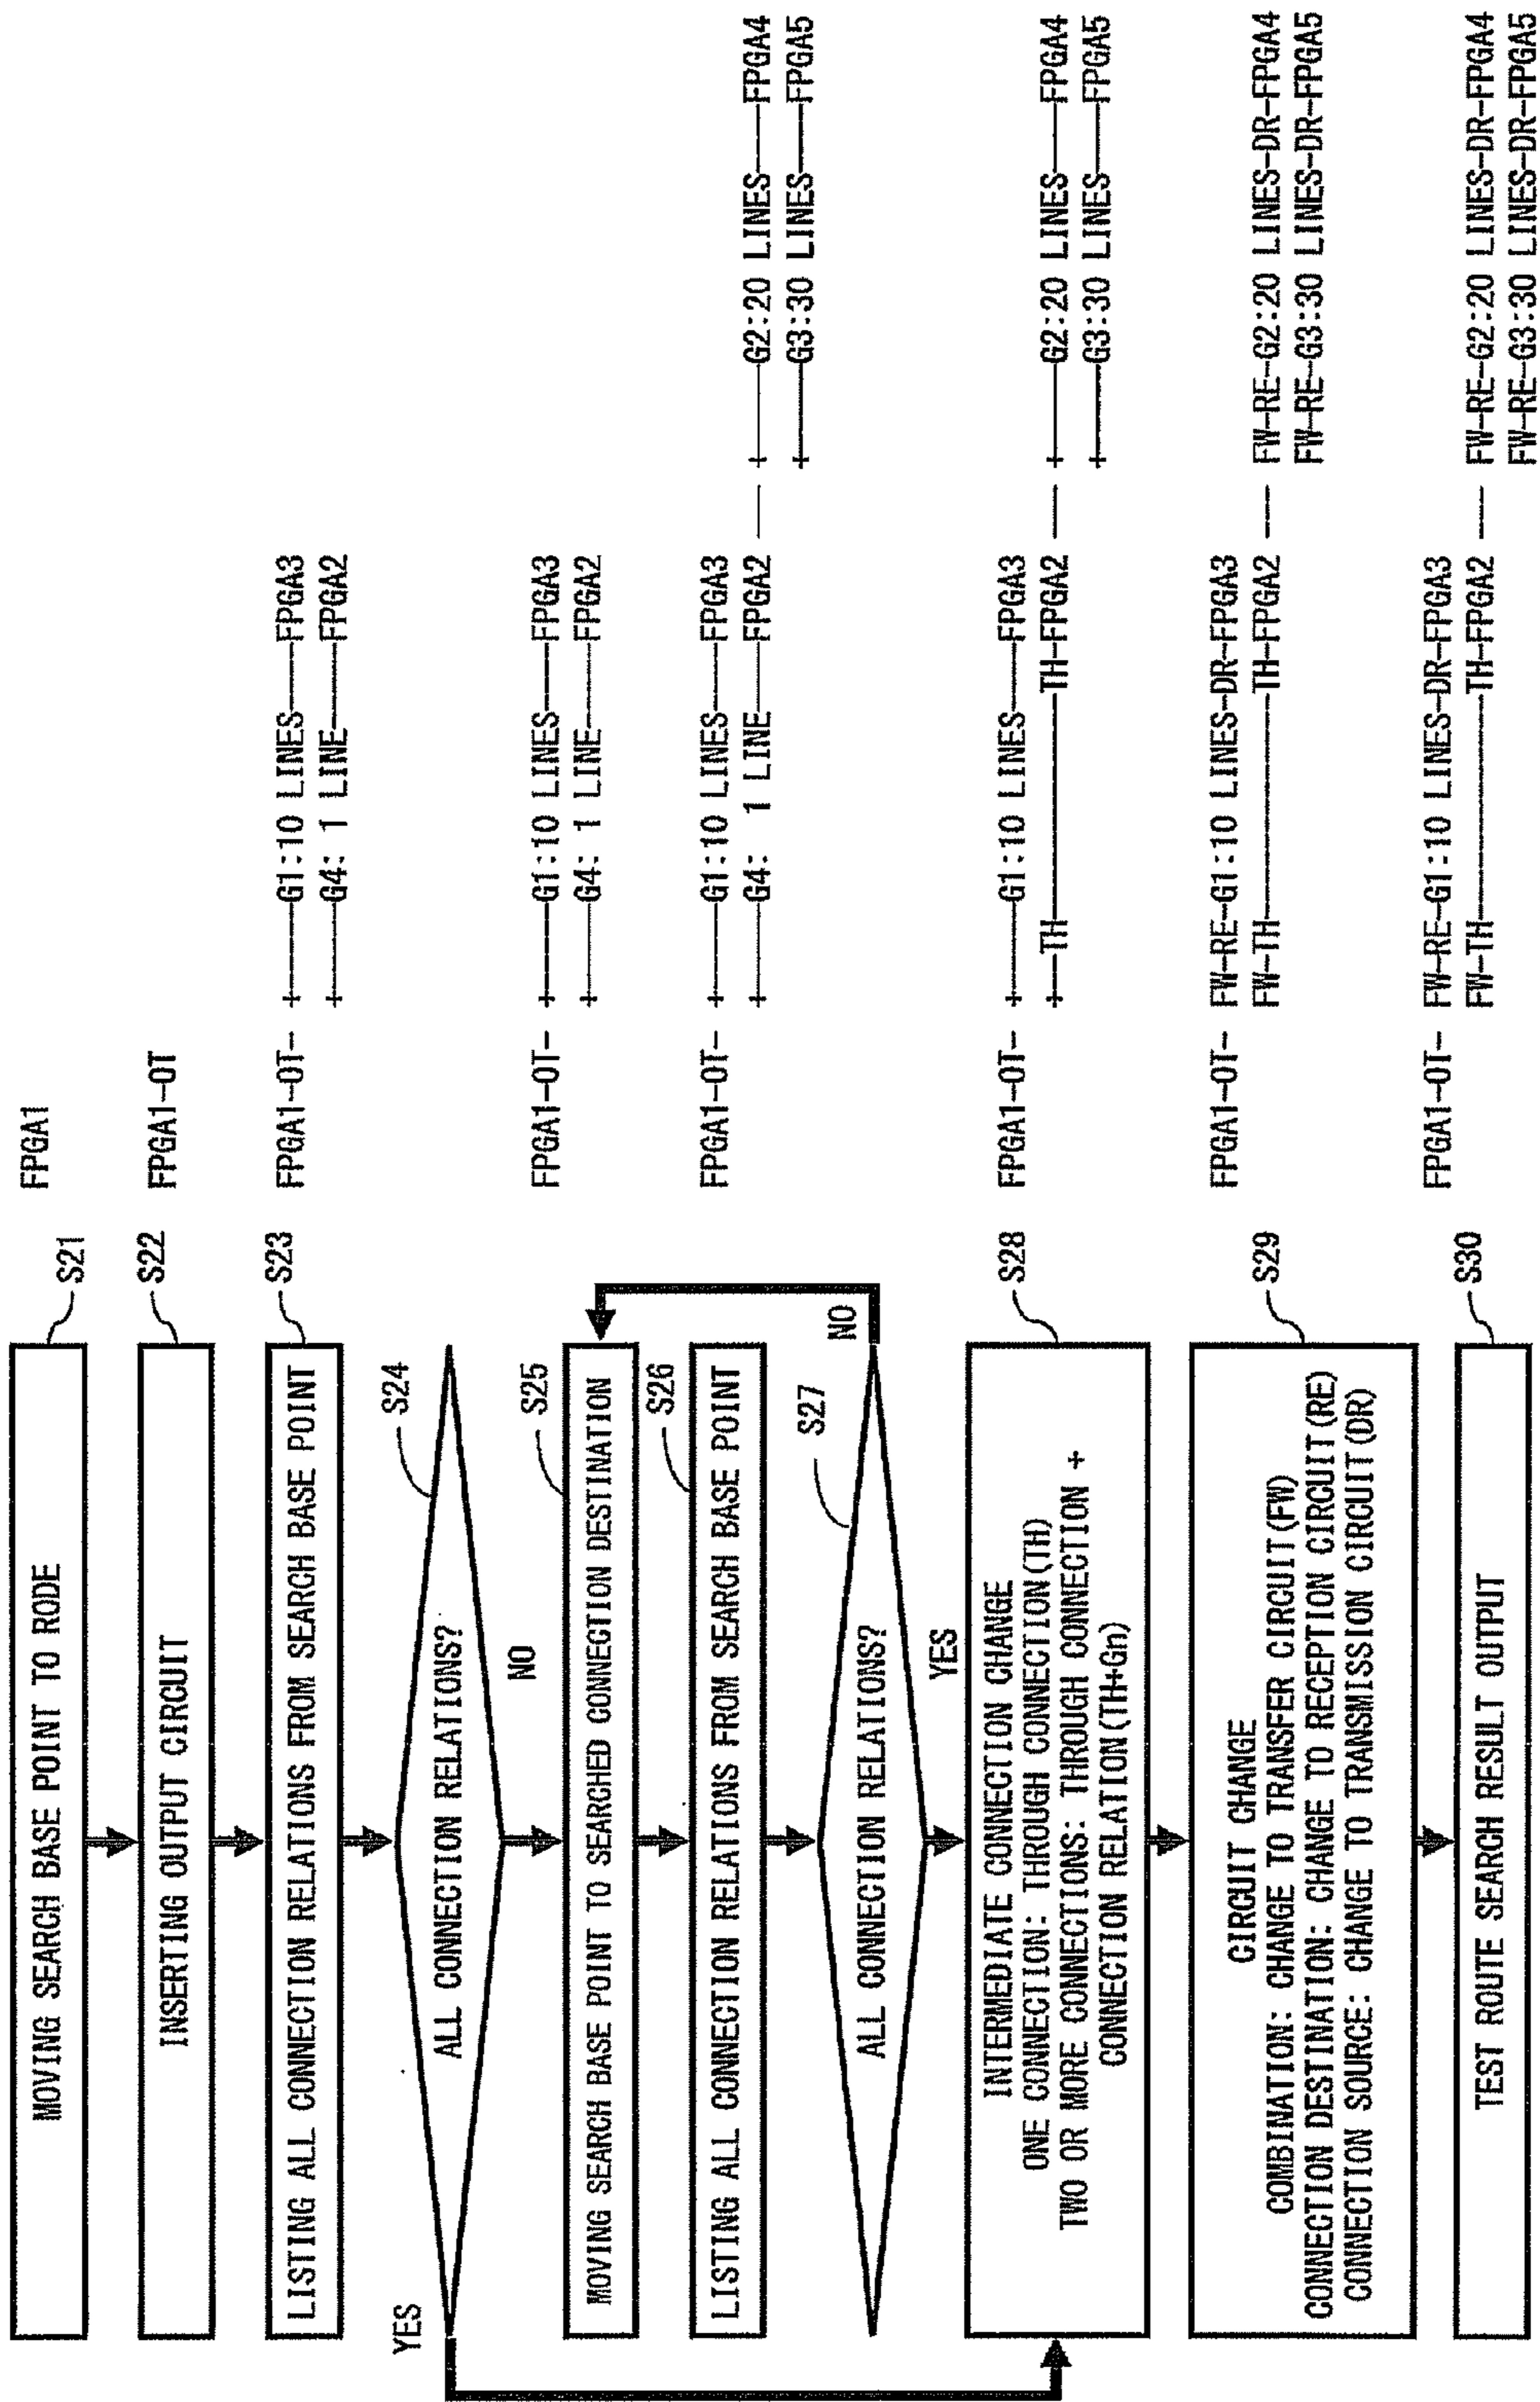 MOVING SEARCH BASE POINT TO RODE
S21
FPGA1
INSERTING OUTPUT CIRCUIT
S22
FPGA1-OT
LISTING ALL CONNECTION RELATIONS FROM SEARCH BASE POINT
S23
FPGA1-OT- +———G1:10 LINES——FPGA3
+———G4: 1 LINE——FPGA2
YES
ALL CONNECTION RELATIONS?
S24
NO
MOVING SEARCH BASE POINT TO SEARCHED CONNECTION DESTINATION
S25
FPGA1-OT- +———G1:10 LINES——FPGA3
+———G4: 1 LINE——FPGA2
LISTING ALL CONNECTION RELATIONS FROM SEARCH BASE POINT
S26
FPGA1-OT- +———G1:10 LINES——FPGA3
+———G4: 1 LINE——FPGA2 —— +———G2:20 LINES——FPGA4
+———G3:30 LINES——FPGA5
ALL CONNECTION RELATIONS?
S27
NO
YES
INTERMEDIATE CONNECTION CHANGE
ONE CONNECTION: THROUGH CONNECTION(TH)
TWO OR MORE CONNECTIONS: THROUGH CONNECTION +
CONNECTION RELATION(TH+Gn)
S28
FPGA1-OT- +———G1:10 LINES——FPGA3
+——TH————————TH-FPGA2 —— +———G2:20 LINES——FPGA4
+———G3:30 LINES——FPGA5
CIRCUIT CHANGE
COMBINATION: CHANGE TO TRANSFER CIRCUIT(FW)
CONNECTION DESTINATION: CHANGE TO RECEPTION CIRCUIT(RE)
CONNECTION SOURCE: CHANGE TO TRANSMISSION CIRCUIT(DR)
S29
FPGA1-OT- FW-RE-G1:10 LINES-DR-FPGA3
FW-TH————————TH-FPGA2 —— FW-RE-G2:20 LINES-DR-FPGA4
FW-RE-G3:30 LINES-DR-FPGA5
TEST ROUTE SEARCH RESULT OUTPUT
S30
FPGA1-OT- FW-RE-G1:10 LINES-DR-FPGA3
FW-TH————————TH-FPGA2 —— FW-RE-G2:20 LINES-DR-FPGA4
FW-RE-G3:30 LINES-DR-FPGA5